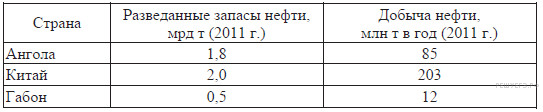 Страна
Разведанные запасы нефти,
мрд т (2011 г.)
Добыча нефти,
млн т в год (2011 г.)
Ангола 1,8 85
Китай 2,0 203
Габон 0,5 12